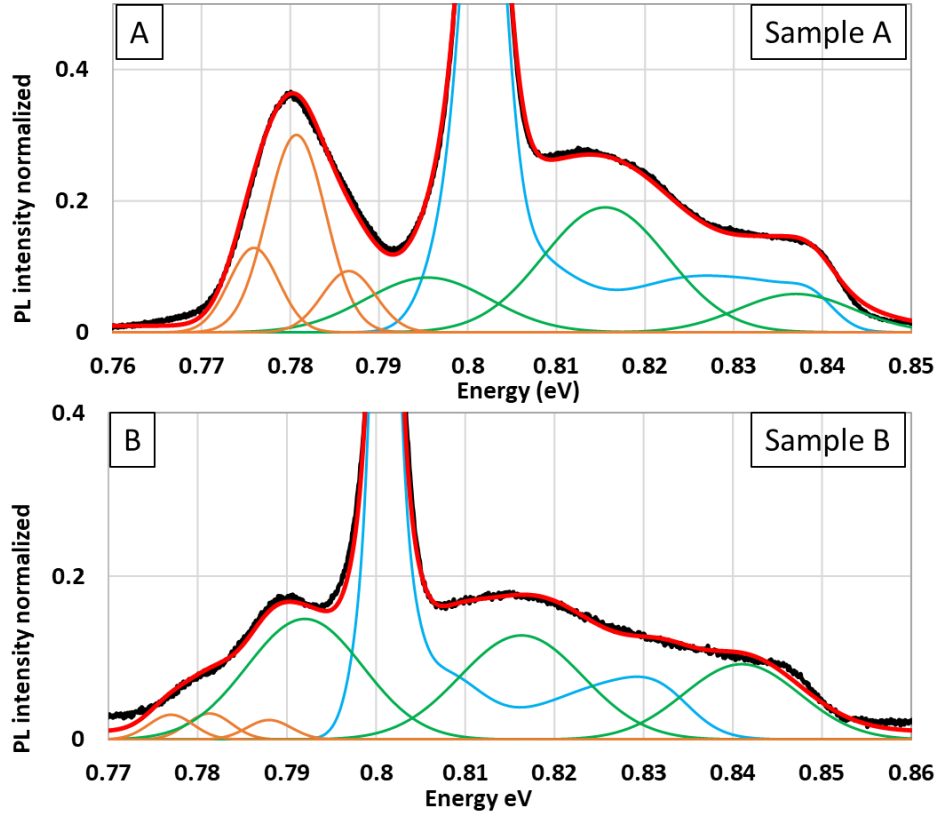 A
Sample A
PL intensity normalized
0.4
0.2
0
0.76 0.77 0.78 0.79 0.8 0.81 0.82 0.83 0.84 0.85
Energy (eV)
B
Sample B
PL intensity normalized
0.4
0.2
0
0.77 0.78 0.79 0.8 0.81 0.82 0.83 0.84 0.85 0.86
Energy eV